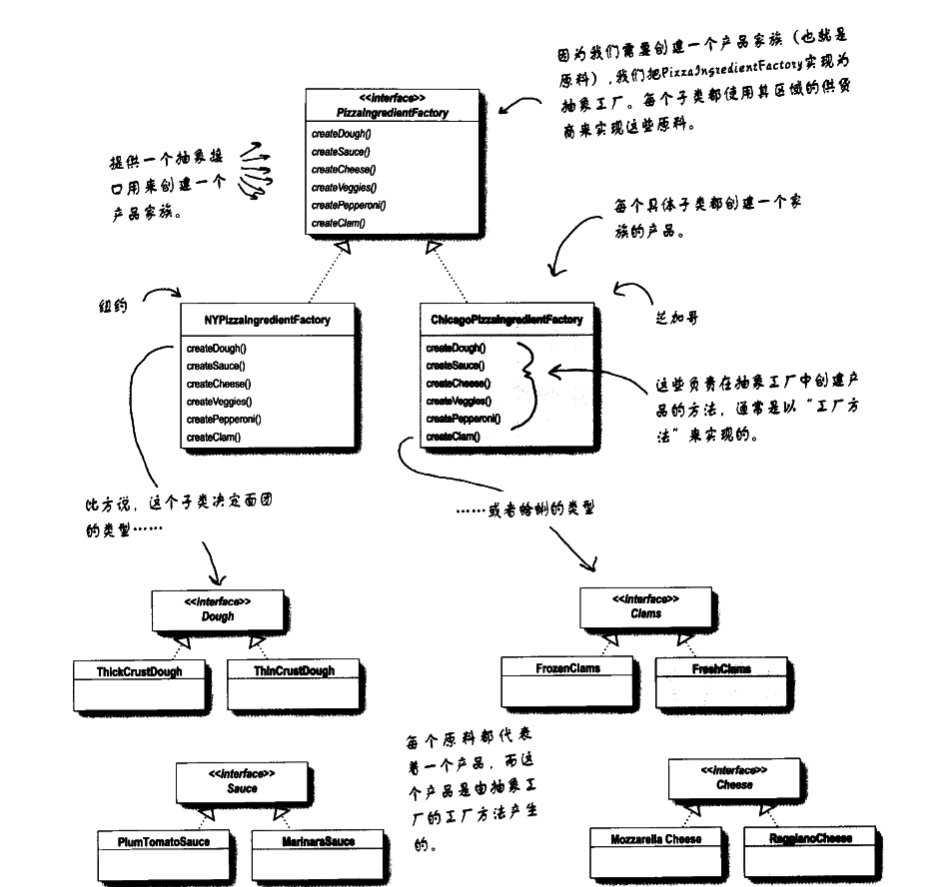 因为我们需要创建一个产品家族（也就是
原料），我们把PizzaIngredientFactory实现为
抽象工厂。每个子类都使用其区域的供货
商来实现这些原料。
<<interface>>
PizzaIngredientFactory
createDough()
createSauce()
createCheese()
createVeggies()
createPepperoni()
createClam()
提供一个抽象接
口用来创建一个
产品家族。
每个具体子类都创建一个家
族的产品。
纽约
芝加哥
NYPizzaIngredientFactory
createDough()
createSauce()
createCheese()
createVeggies()
createPepperoni()
createClam()
ChicagoPizzaIngredientFactory
createDough()
createSauce()
createCheese()
createVeggies()
createPepperoni()
createClam()
这些负责在抽象工厂中创建产
品的方法，通常是以“工厂方
法”来实现的。
比方说，这个子类决定面团
的类型……
……或者蛤蜊的类型
<<interface>>
Dough
ThickCrustDough
ThinCrustDough
<<interface>>
Clams
FrozenClams
FreshClams
每个原料都代表
着一个产品，而这
个产品是由抽象工
厂的工厂方法产生
的。
<<interface>>
Sauce
PlumTomatoSauce
MarinaraSauce
<<interface>>
Cheese
Mozzarella Cheese
ReggianoCheese